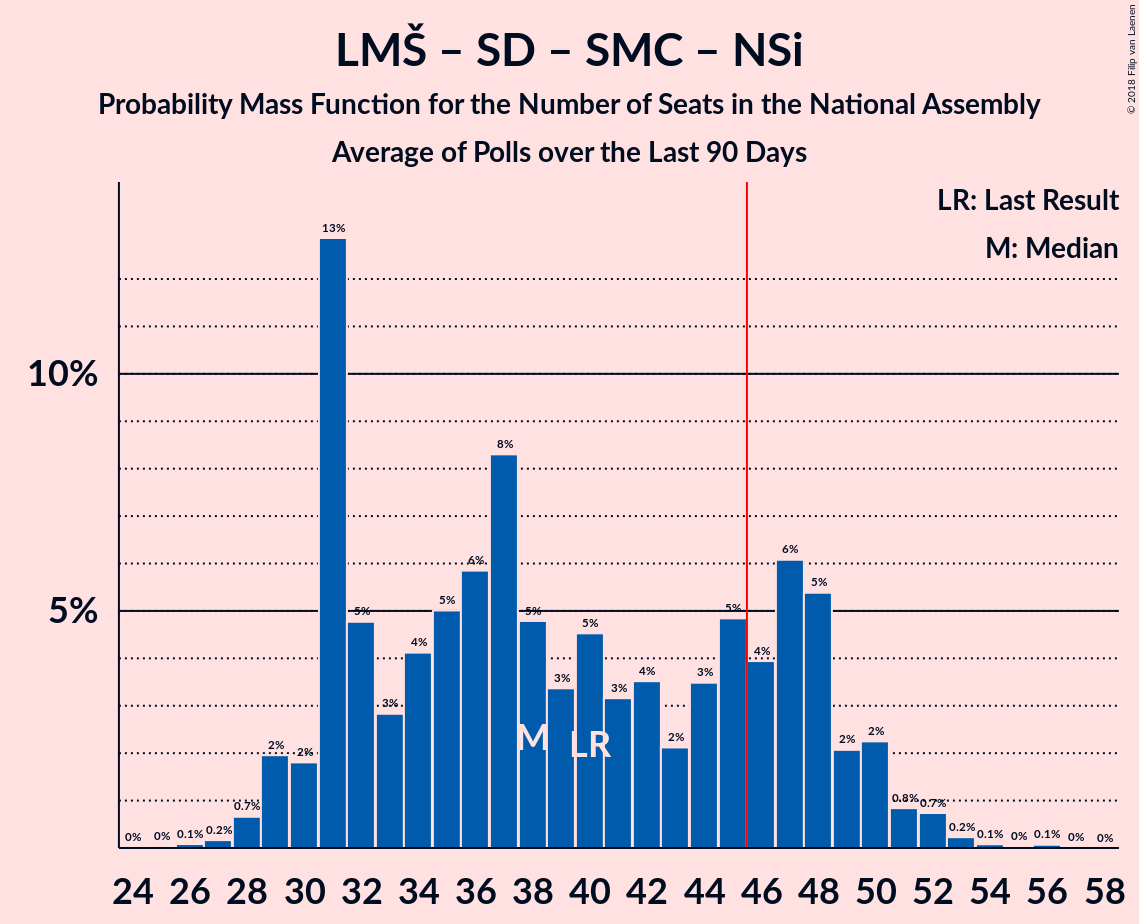 LMŠ – SD – SMC – NSi
Probability Mass Function for the Number of Seats in the National Assembly
Average of Polls over the Last 90 Days
© 2018 Filip van Laenen
LR: Last Result
M: Median
10%
5%
0% 0% 0.1% 0.2% 0.7% 2% 2% 13% 5% 3% 4% 5% 6% 8% 5% 3% 5% 3% 4% 2% 3% 5% 4% 6% 5% 2% 2% 0.8% 0.7% 0.2% 0.1% 0% 0.1% 0% 0%
M LR
24 26 28 30 32 34 36 38 40 42 44 46 48 50 52 54 56 58